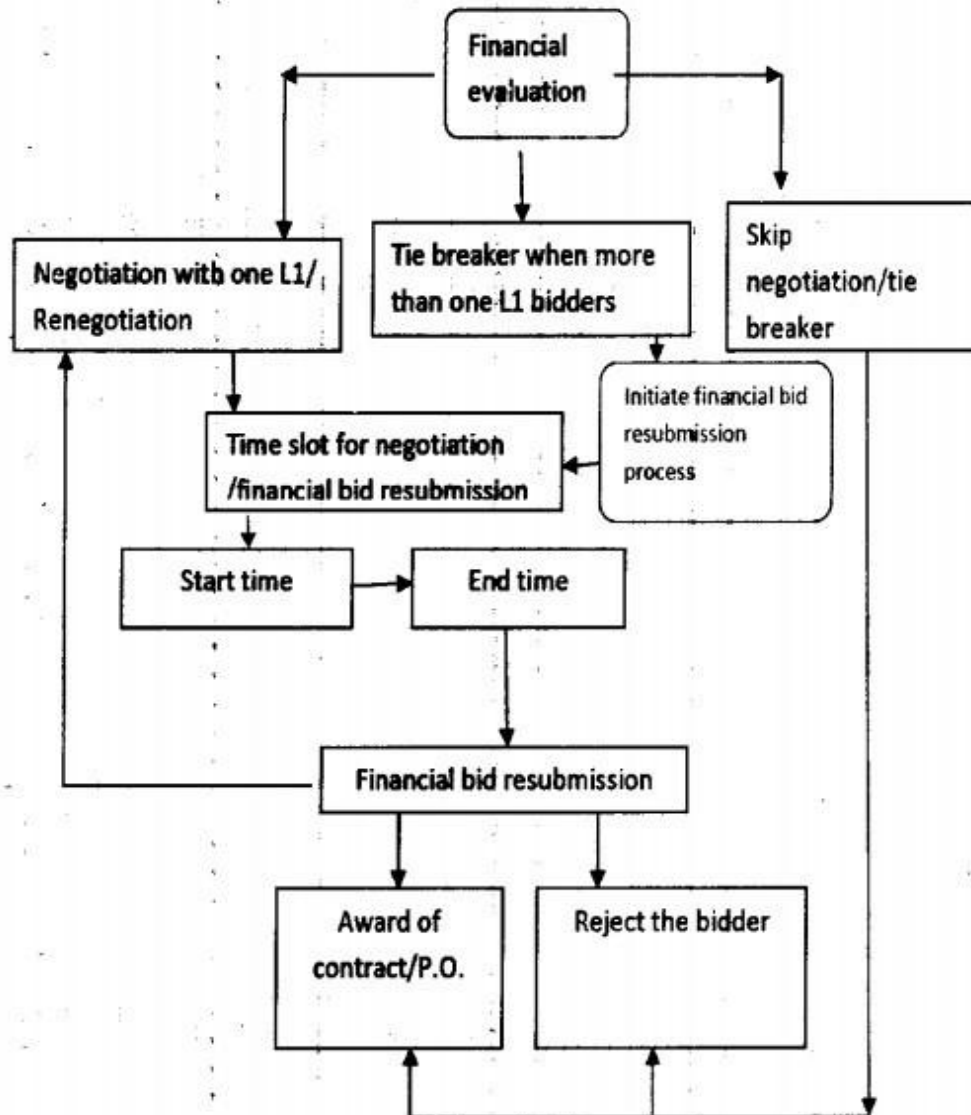 Financial
evaluation
Negotiation with one L1/
Renegotiation
Tie breaker when more
than one L1 bidders
Skip
negotiation/tie
breaker
Initiate financial bid
resubmission
process
Time slot for negotiation
/financial bid resubmission
Start time
End time
Financial bid resubmission
Award of
contract/P.O.
Reject the bidder